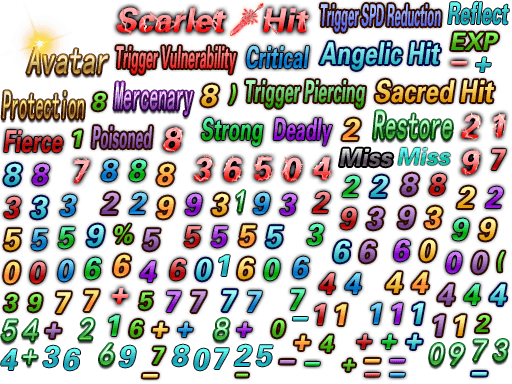 Scarlet Hit Trigger SPD Reduction Reflect
Avatar Trigger Vulnerability Critical Angelic Hit EXP
- +
Protection 8 Mercenary 8 ) Trigger Piercing Sacred Hit
Fierce 1 Poisoned 8 Strong Deadly 2 Restore 2 1
Miss Miss 9 7
8 8 7 8 8 8 3 6 5 0 4 2 2 8 8 2 2
3 3 3 2 2 9 3 1 9 3 2 9 3 9 3 9 9
5 5 5 9 % 5 5 5 5 5 3 6 6 6 0 0 0 (
0 0 0 6 6 4 6 0 1 6 0 6 4 4 4 4 4 4
3 9 7 7 + 5 7 7 7 7 7 - 1 1 1 1 1 1 1 2
5 4 + 2 1 6 + + 8 + 0 - + 4 + + + + 0 9 7 3
4 + 3 6 6 9 - 7 8 0 7 2 5 - - - + = =